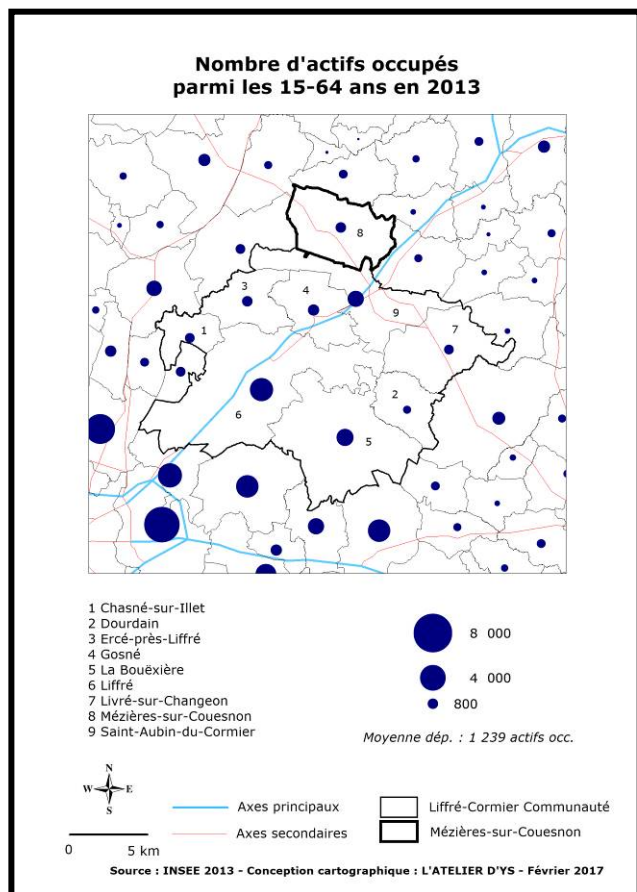 Nombre d'actifs occupés
parmi les 15-64 ans en 2013
8
3
4
9
1
7
2
6
5
1 Chasné-sur-Illet
2 Dourdain
3 Ercé-près-Liffré
4 Gosné
5 La Bouëxière
6 Liffré
7 Livré-sur-Changeon
8 Mézières-sur-Couesnon
9 Saint-Aubin-du-Cormier
8 000
4 000
800
Moyenne dép. : 1 239 actifs occ.
N
W E
S
0 5 km
Axes principaux
Axes secondaires
Liffré-Cormier Communauté
Mézières-sur-Couesnon
Source : INSEE 2013 - Conception cartographique : L'ATELIER D'YS - Février 2017